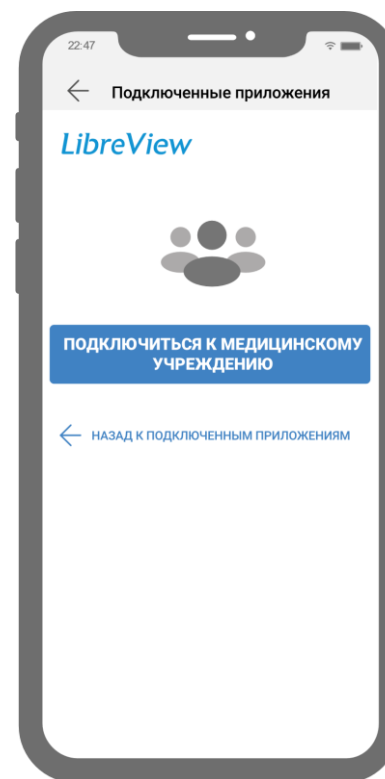 22:47
Подключенные приложения
LibreView
ПОДКЛЮЧИТЬСЯ К МЕДИЦИНСКОМУ
УЧРЕЖДЕНИЮ
НАЗАД К ПОДКЛЮЧЕННЫМ ПРИЛОЖЕНИЯМ